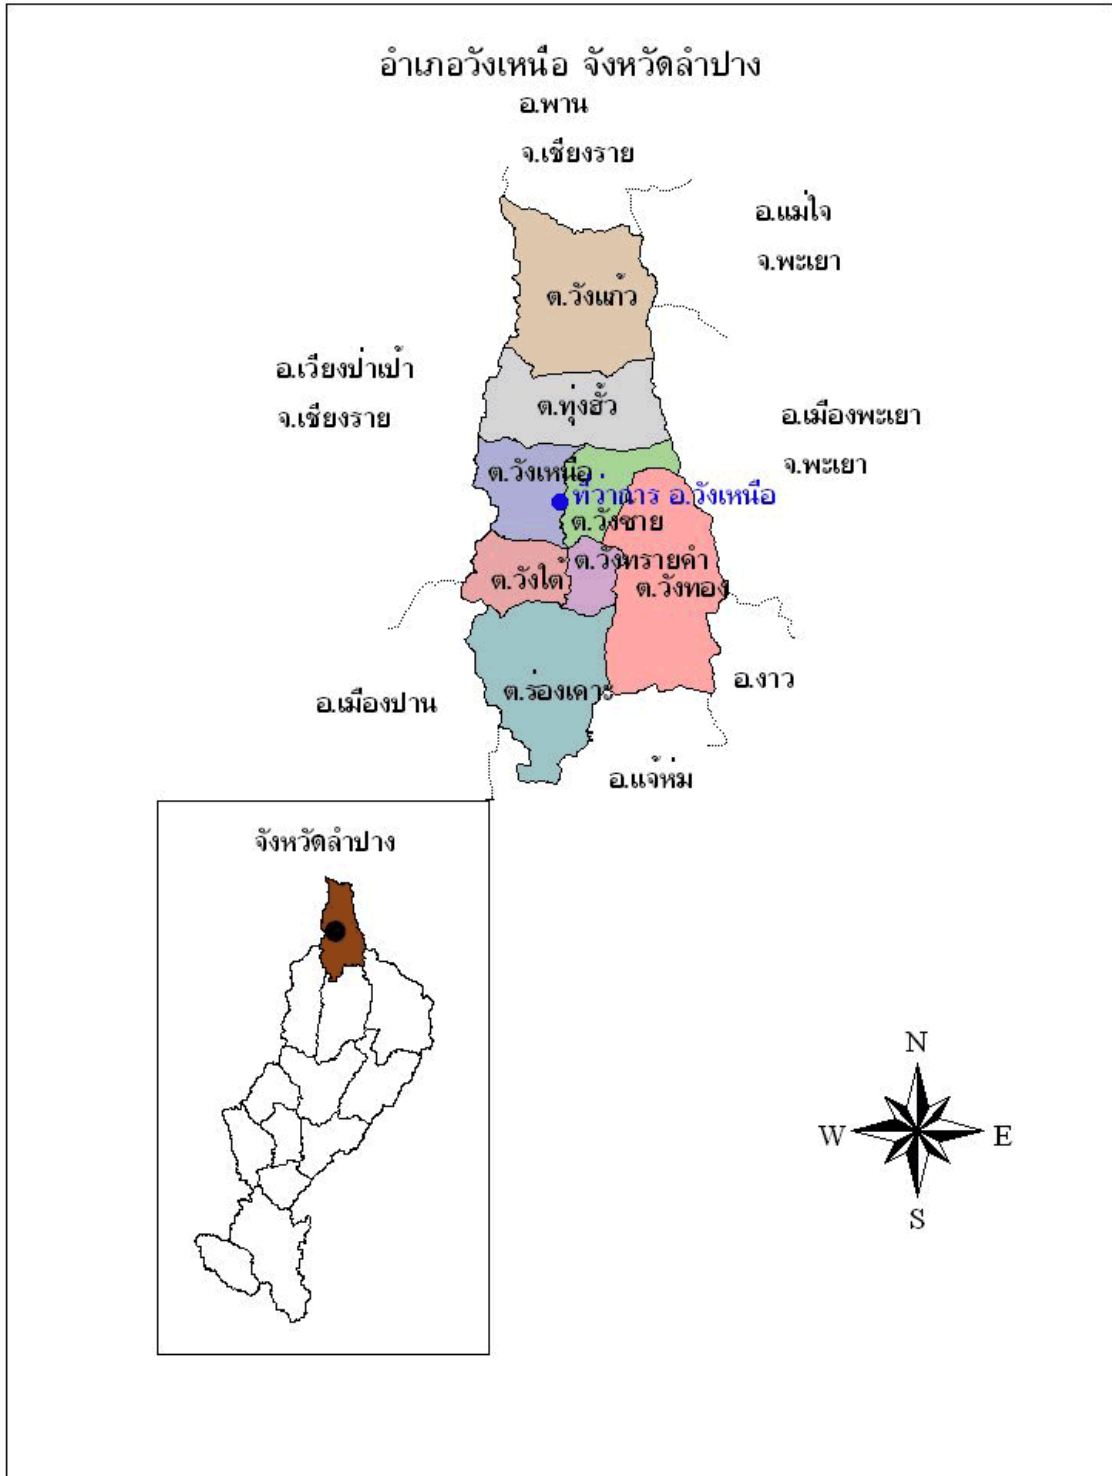 อำเภอวังเหนือ จังหวัดลำปาง
อ.พาน
จ.เชียงราย
อ.แม่ใจ
จ.พะเยา
ต.วังแก้ว
อ.เวียงป่าเป้า
จ.เชียงราย
ต.ทุ่งฮั้ว
อ.เมืองพะเยา
จ.พะเยา
ต.วังเหนือ
ที่ว่าการ อ.วังเหนือ
ต.วังซาย
ต.วังทรายคำ
ต.วังใต้
ต.วังทอง
ต.ร่องเคาะ
อ.งาว
อ.เมืองปาน
อ.แจ้ห่ม
จังหวัดลำปาง
N
W
E
S